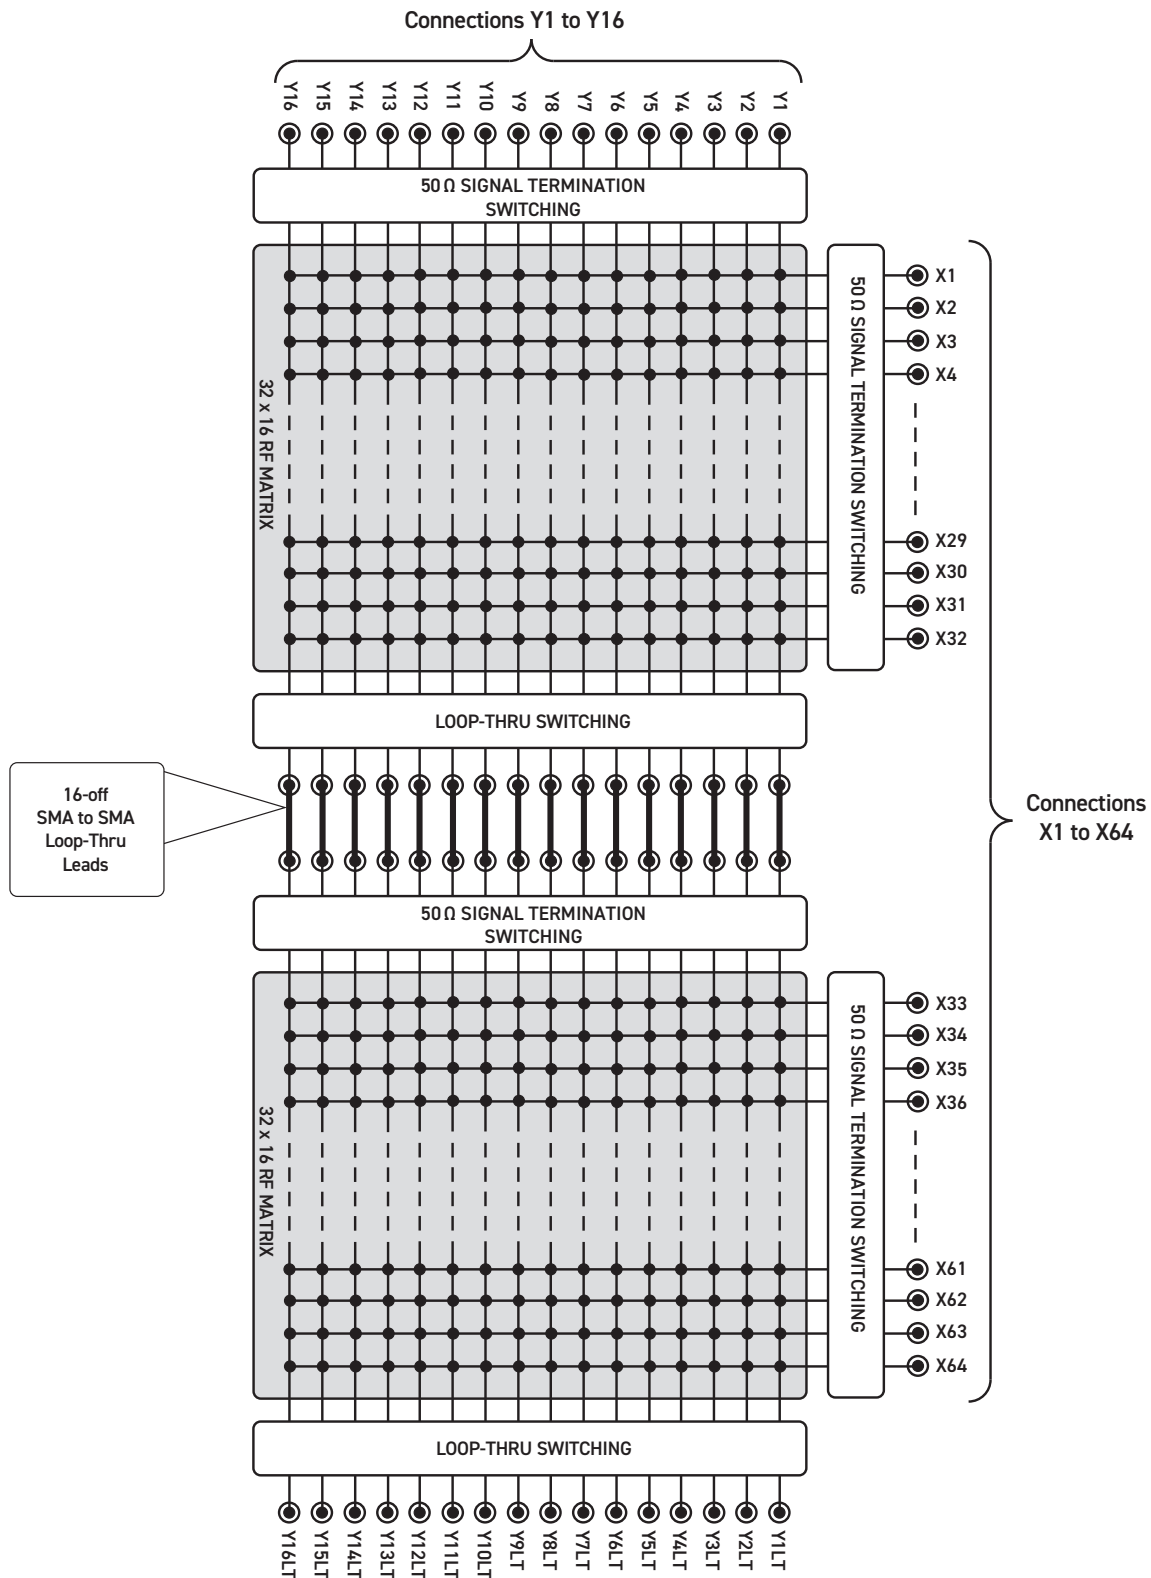 Connections Y1 to Y16
Y16 Y15 Y14 Y13 Y12 Y11 Y10 Y9 Y8 Y7 Y6 Y5 Y4 Y3 Y2 Y1
50Ω SIGNAL TERMINATION
SWITCHING
32 x 16 RF MATRIX
50Ω SIGNAL TERMINATION SWITCHING
X1
X2
X3
X4
X29
X30
X31
X32
LOOP-THRU SWITCHING
16-off
SMA to SMA
Loop-Thru
Leads
Connections
X1 to X64
50Ω SIGNAL TERMINATION
SWITCHING
32 x 16 RF MATRIX
50Ω SIGNAL TERMINATION SWITCHING
X33
X34
X35
X36
X61
X62
X63
X64
LOOP-THRU SWITCHING
Y16LT Y15LT Y14LT Y13LT Y12LT Y11LT Y10LT Y9LT Y8LT Y7LT Y6LT Y5LT Y4LT Y3LT Y2LT Y1LT